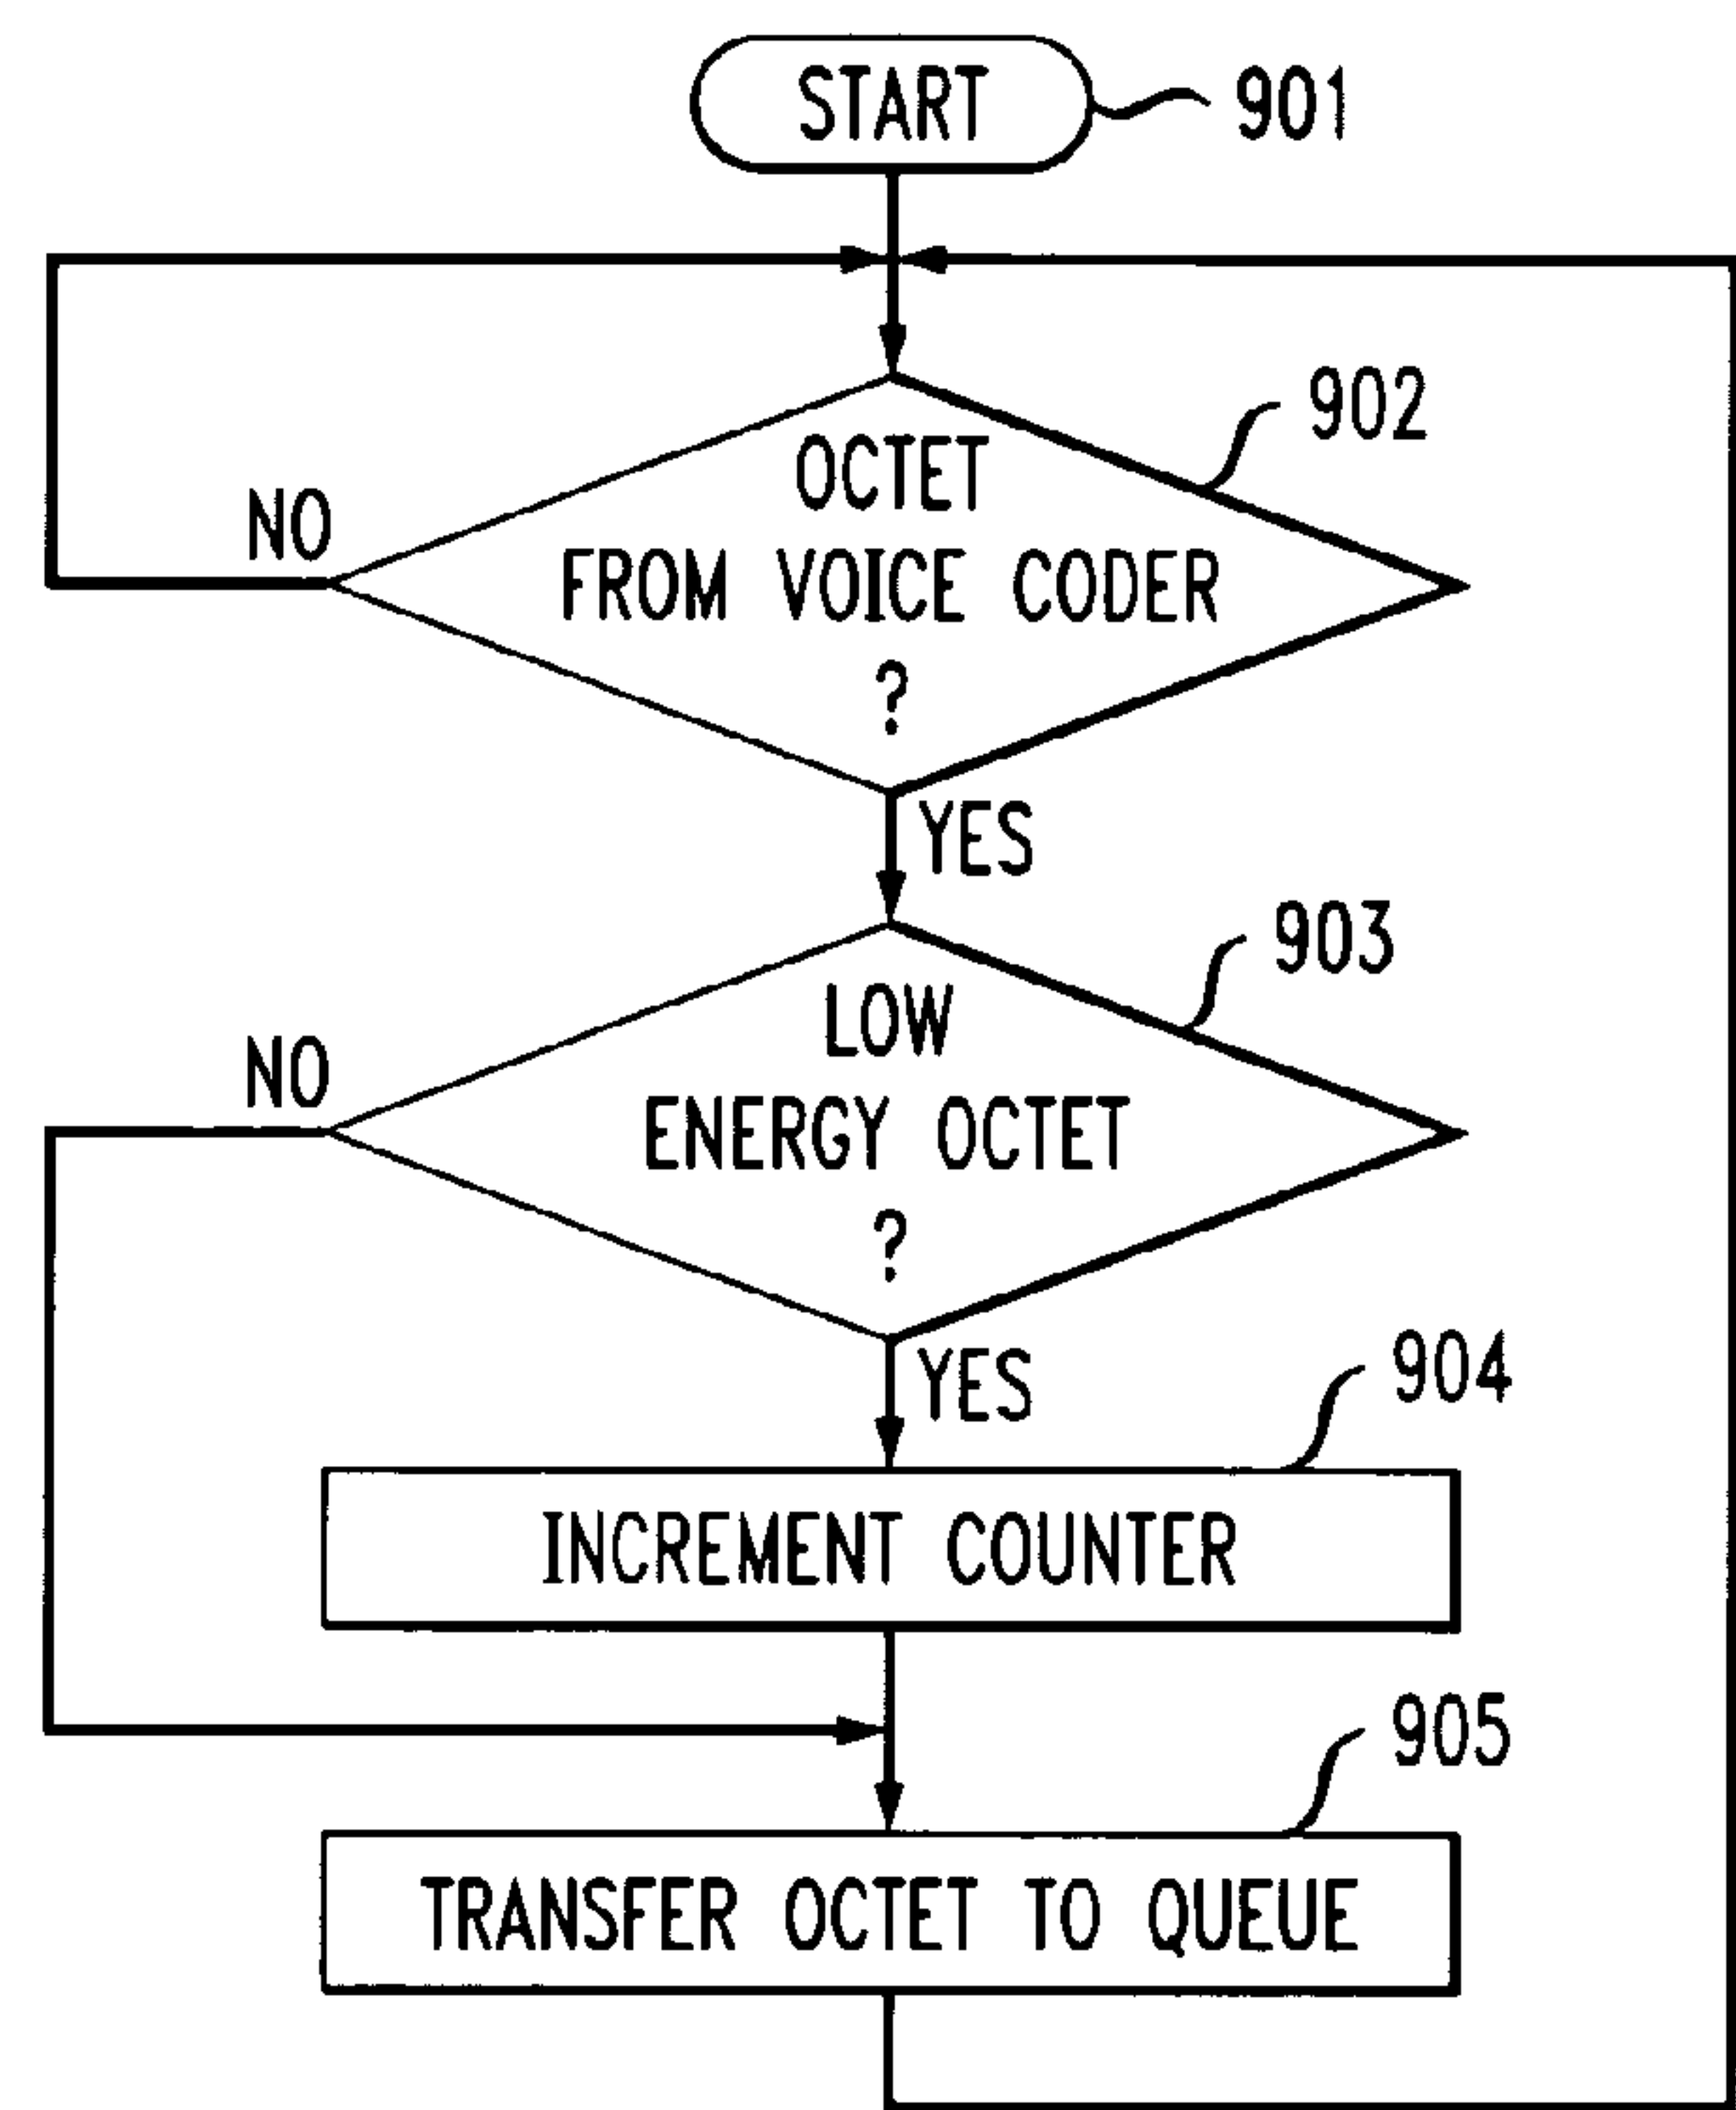 START
901
902
OCTET
FROM VOICE CODER
?
NO
YES
903
LOW
ENERGY OCTET
?
NO
YES
904
INCREMENT COUNTER
905
TRANSFER OCTET TO QUEUE